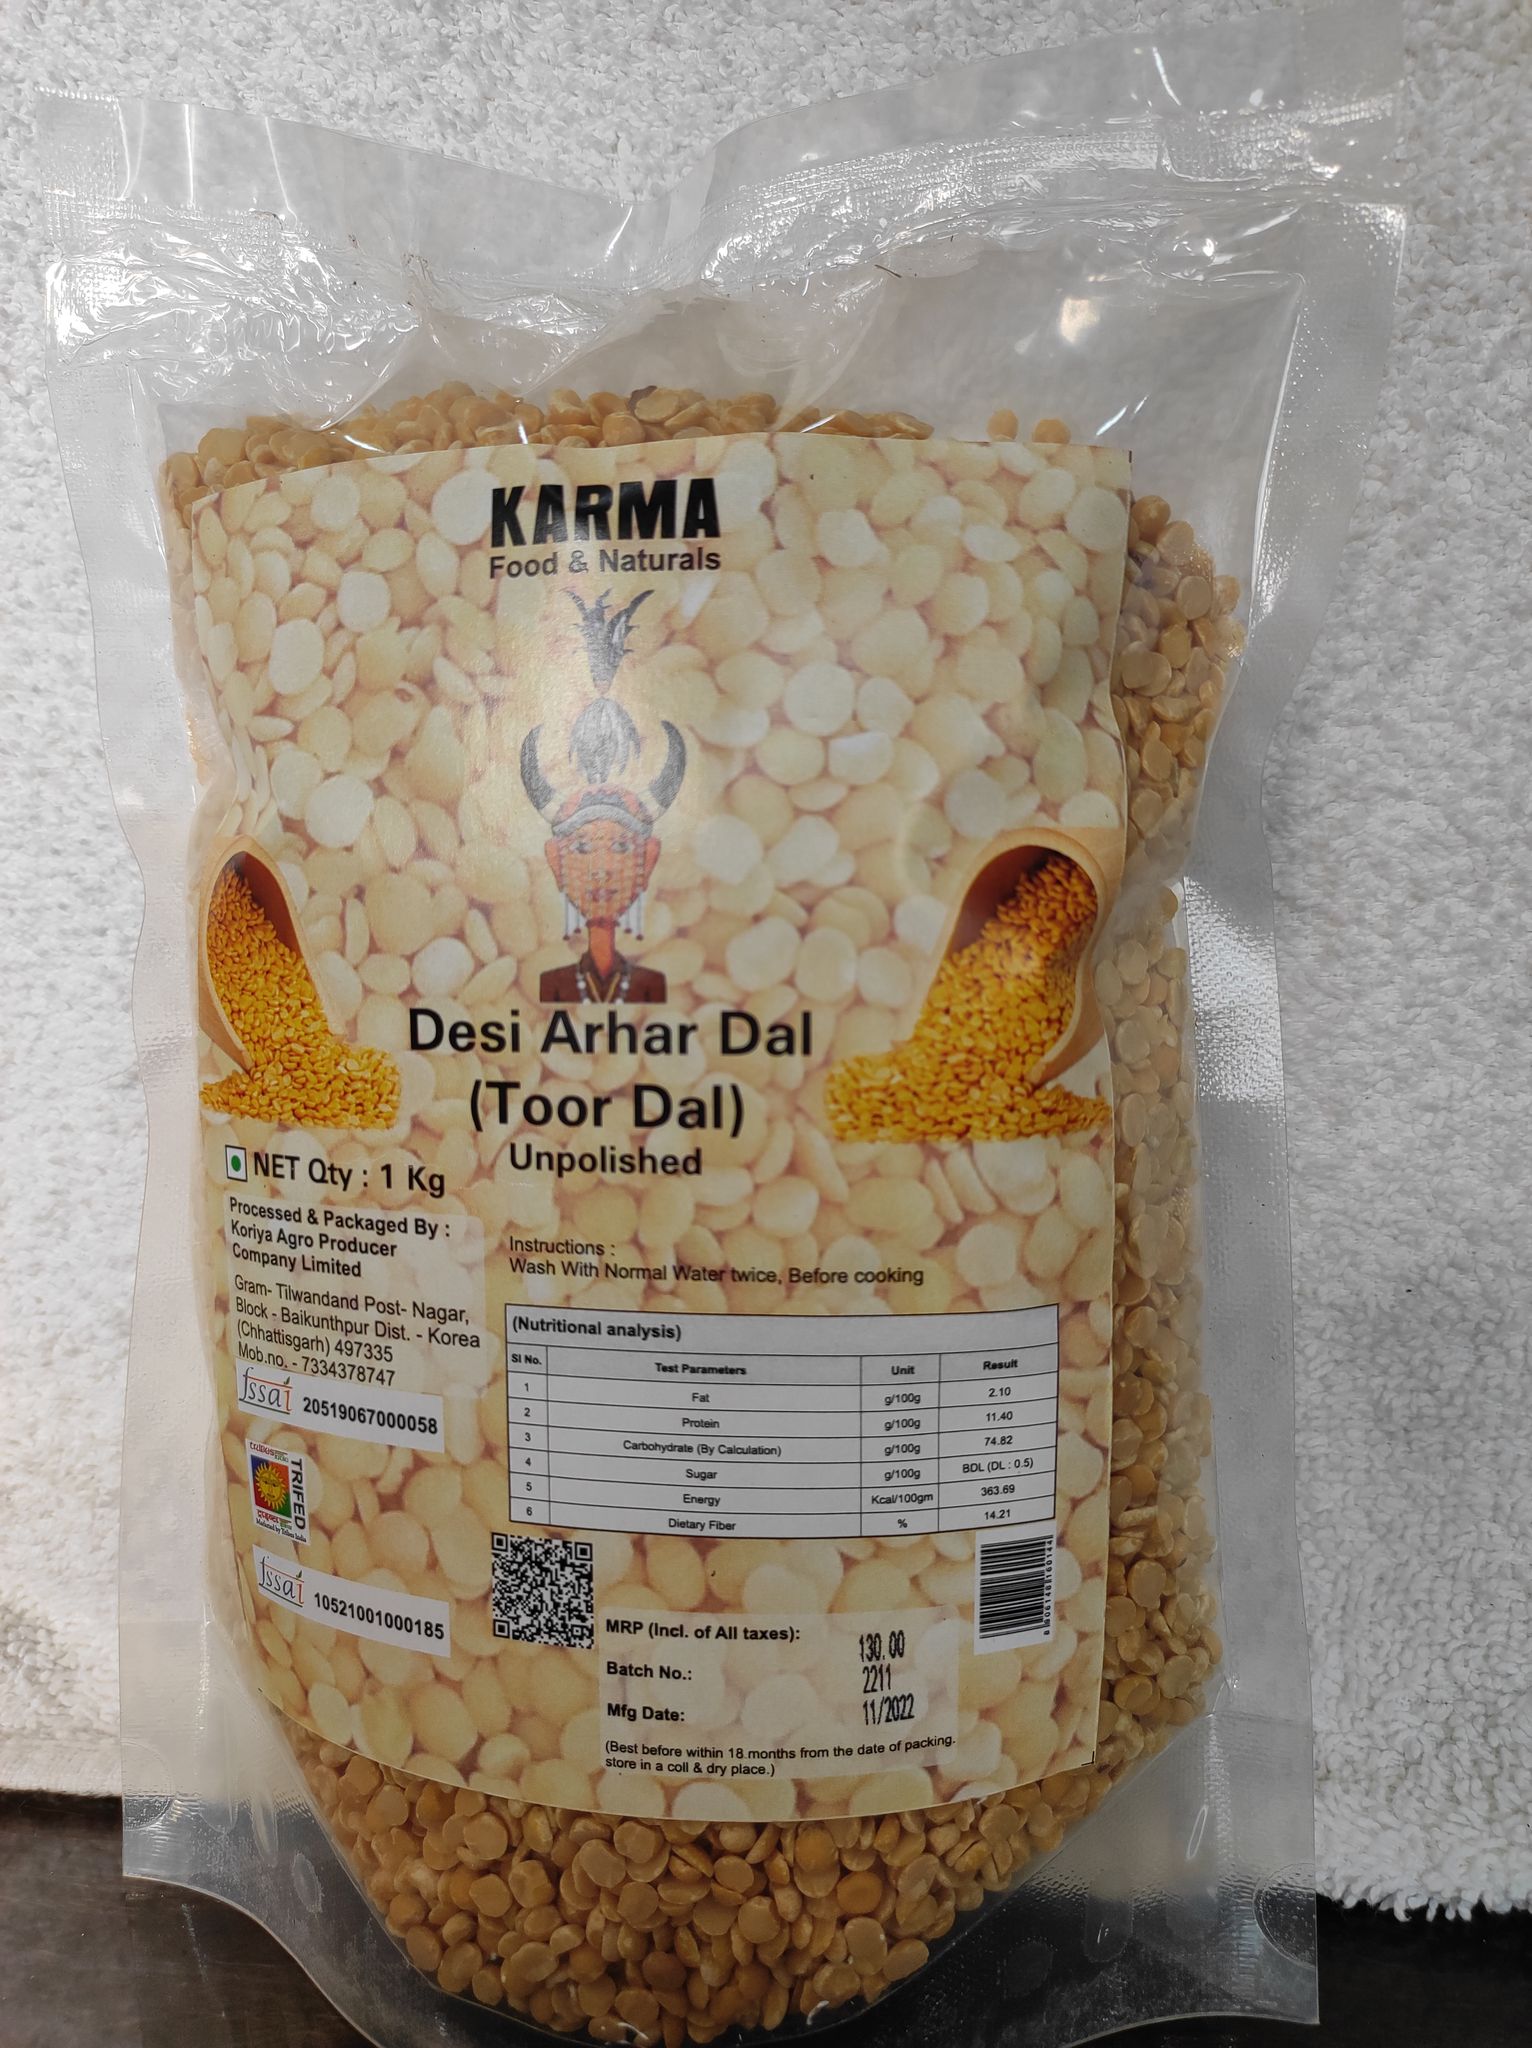 KARMA
Food & Naturals
Desi Arhar Dal
(Toor Dal)
Unpolished
NET Qty : 1 Kg
Processed & Packaged By :
Koriya Agro Producer
Company Limited
Gram- Tilwandand Post- Nagar,
Block - Baikunthpur Dist. - Korea
(Chhattisgarh) 497335
Mob.no. - 7334378747
fssai 20519067000058
TRIFED
fssai 10521001000185
Instructions :
Wash With Normal Water twice, Before cooking
(Nutritional analysis)
Sl No. Test Parameters Unit Result
1 Fat g/100g 2.10
2 Protein g/100g 11.40
3 Carbohydrate (By Calculation) g/100g 74.82
4 Sugar g/100g BDL (DL : 0.5)
5 Energy Kcal/100gm 363.69
6 Dietary Fiber % 14.21
MRP (Incl. of All taxes): 130.00
Batch No.: 2211
Mfg Date: 11/2022
(Best before within 18 months from the date of packing.
store in a coll & dry place.)